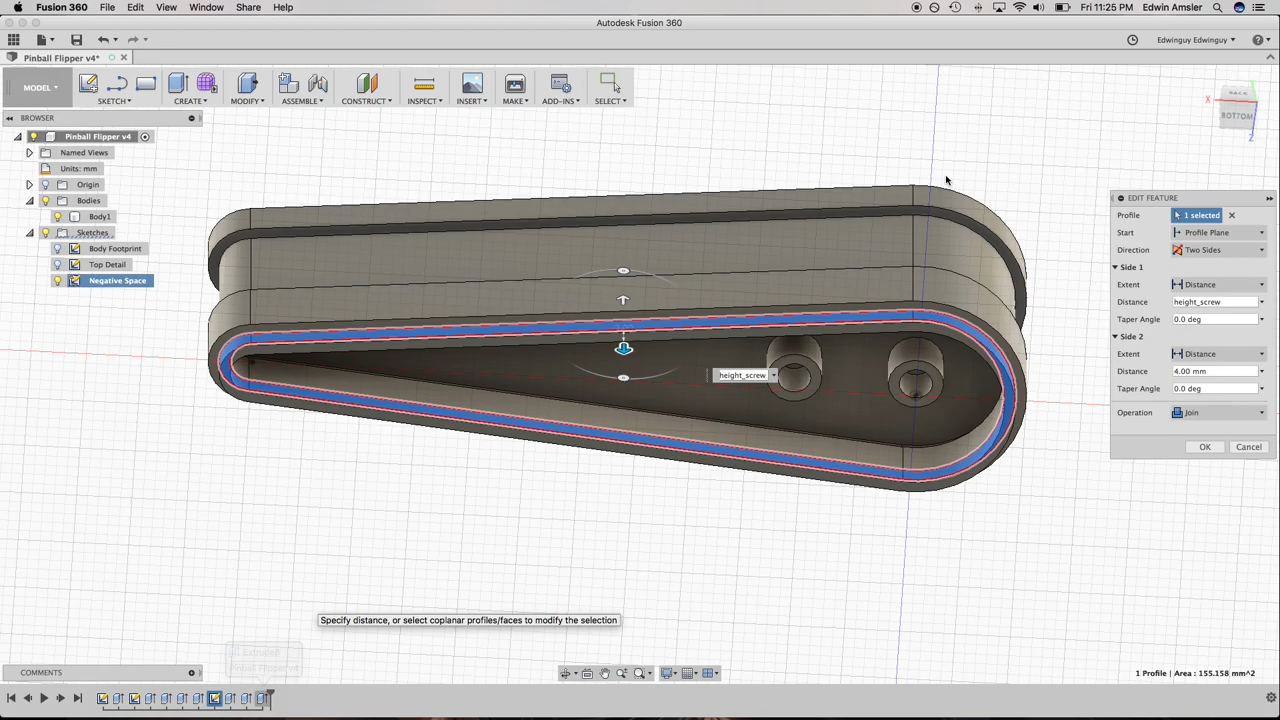 Fusion 360 File Edit View Window Share Help Fri 11:25 PM Edwin Amsler
Autodesk Fusion 360
Edwinguy Edwinguy
Pinball Flipper v4*
MODEL SKETCH CREATE MODIFY ASSEMBLE CONSTRUCT INSPECT INSERT MAKE ADD-INS SELECT
BROWSER
Pinball Flipper v4
Named Views
Units: mm
Origin
Bodies
Body1
Sketches
Body Footprint
Top Detail
Negative Space
BACK
X
BOTTOM
Z
EDIT FEATURE
Profile 1 selected
Start Profile Plane
Direction Two Sides
Side 1
Extent Distance
Distance height_screw
Taper Angle 0.0 deg
Side 2
Extent Distance
Distance 4.00 mm
Taper Angle 0.0 deg
Operation Join
OK Cancel
height_screw
Specify distance, or select coplanar profiles/faces to modify the selection
Pinball Flipper v4
COMMENTS
1 Profile | Area : 155.158 mm^2